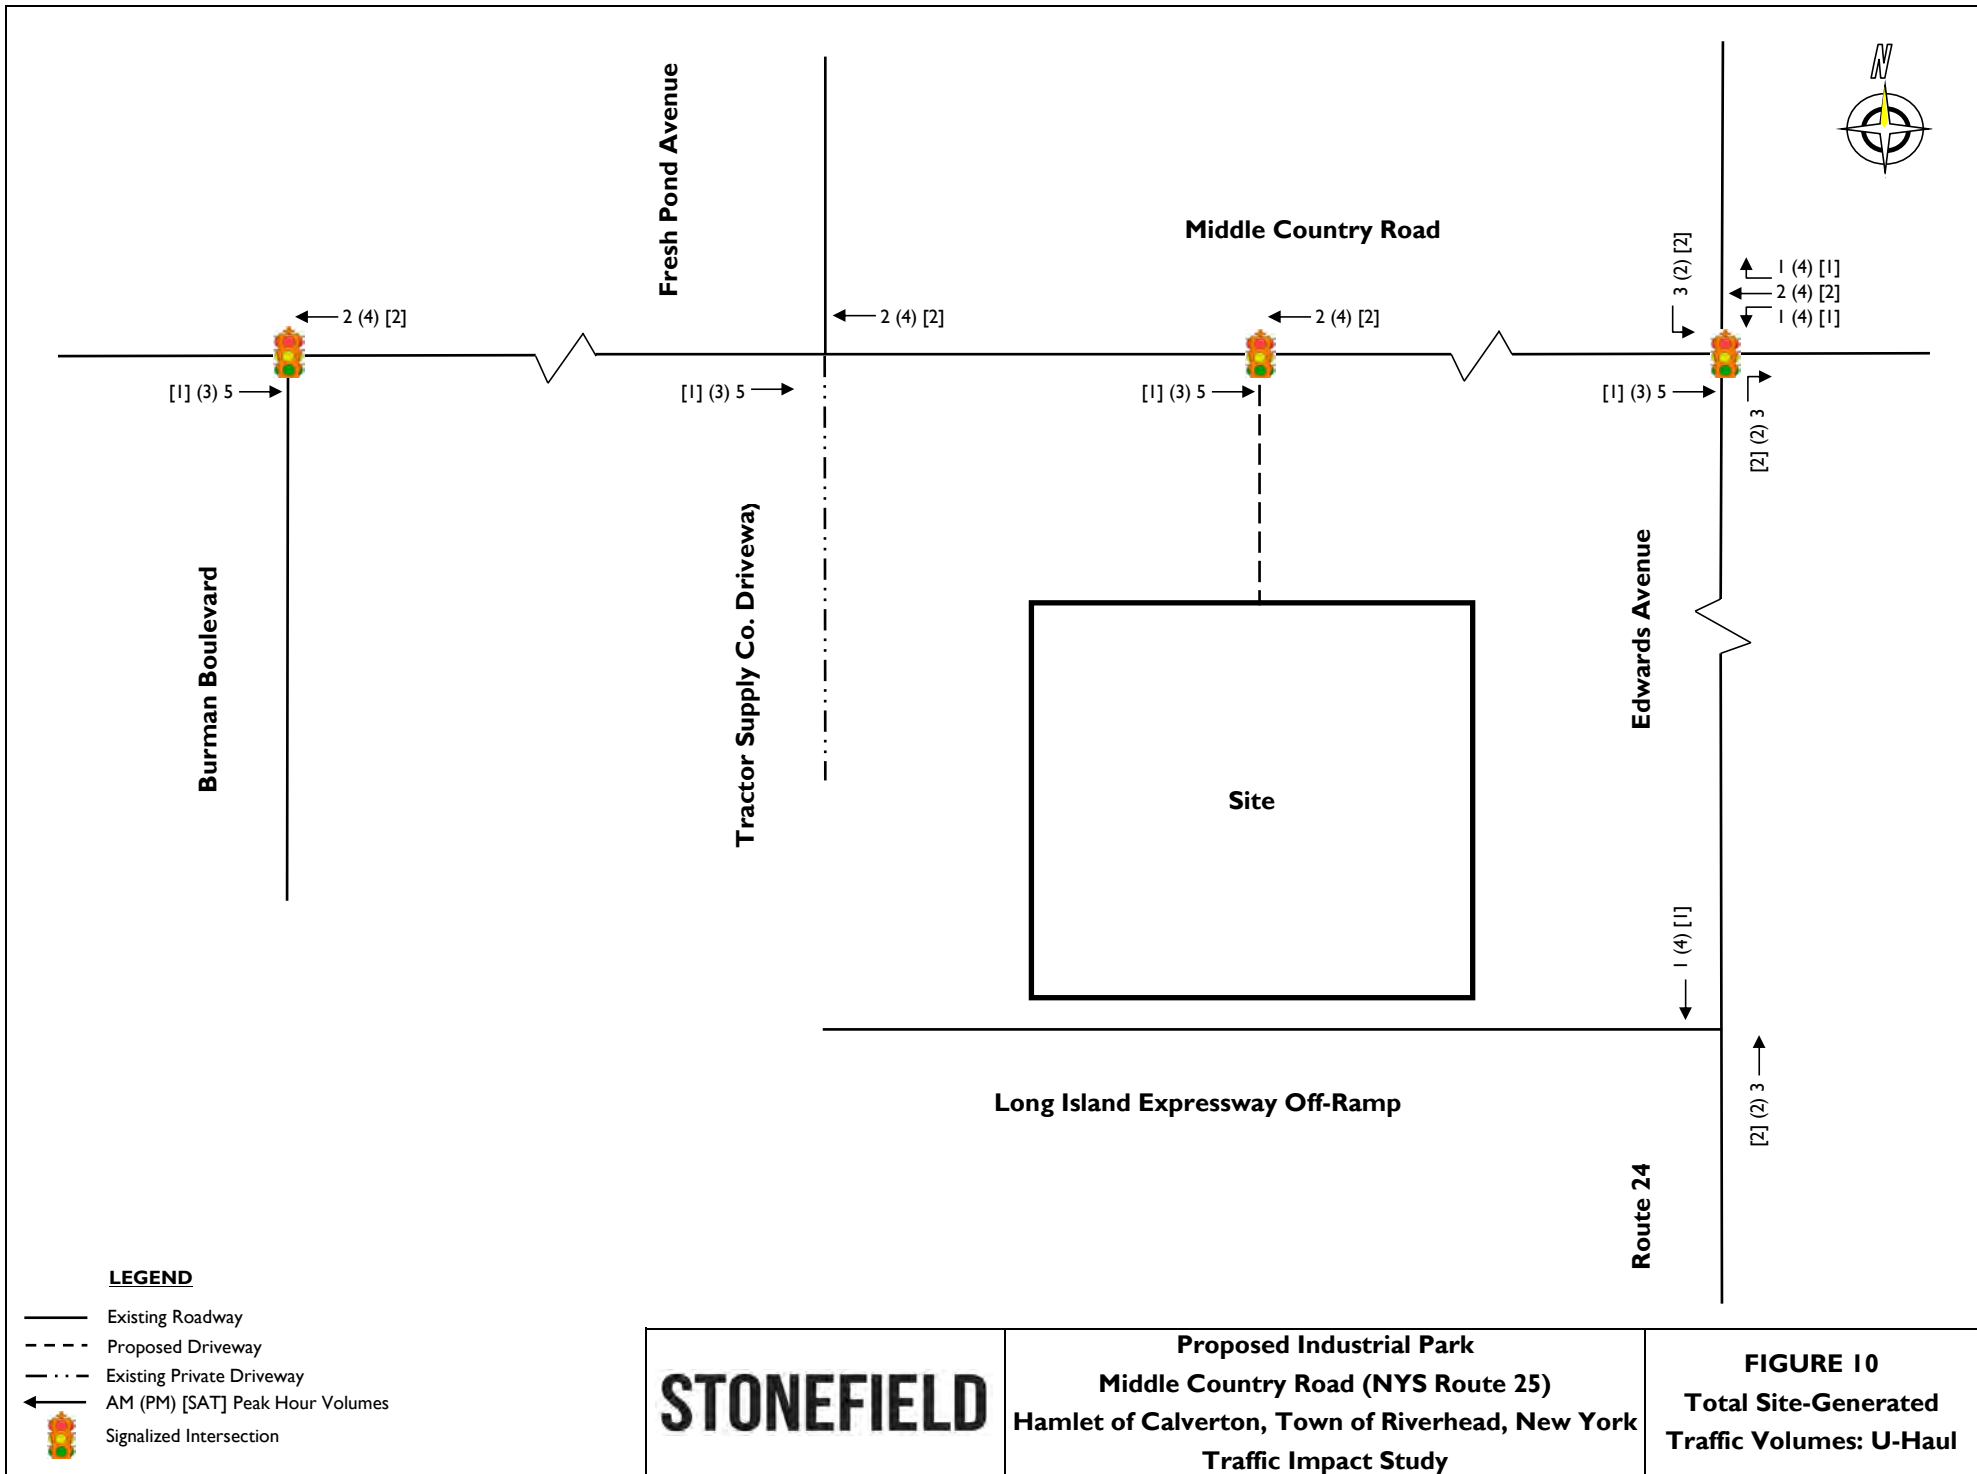 N
Fresh Pond Avenue
Middle Country Road
3 (2) [2]
1 (4) [1]
2 (4) [2]
1 (4) [1]
2 (4) [2]
2 (4) [2]
2 (4) [2]
[1] (3) 5
[1] (3) 5
[1] (3) 5
[1] (3) 5
[2] (2) 3
Burman Boulevard
Tractor Supply Co. Driveway
Edwards Avenue
Site
1 (4) [1]
Long Island Expressway Off-Ramp
[2] (2) 3
Route 24
LEGEND
Existing Roadway
Proposed Driveway
Existing Private Driveway
AM (PM) [SAT] Peak Hour Volumes
Signalized Intersection
STONEFIELD
Proposed Industrial Park
Middle Country Road (NYS Route 25)
Hamlet of Calverton, Town of Riverhead, New York
Traffic Impact Study
FIGURE 10
Total Site-Generated
Traffic Volumes: U-Haul